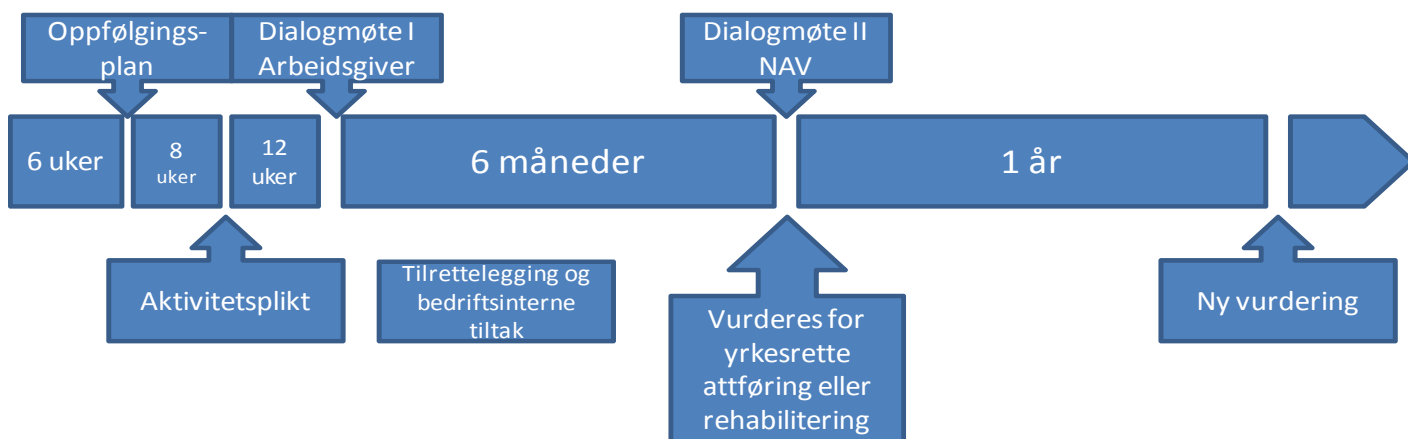 Oppfølgings-
plan
Dialogmøte I
Arbeidsgiver
Dialogmøte II
NAV
6 uker
8
uker
12
uker
6 måneder
1 år
Aktivitetsplikt
Tilrettelegging og
bedriftsinterne
tiltak
Vurderes for
yrkesrette
attføring eller
rehabilitering
Ny vurdering